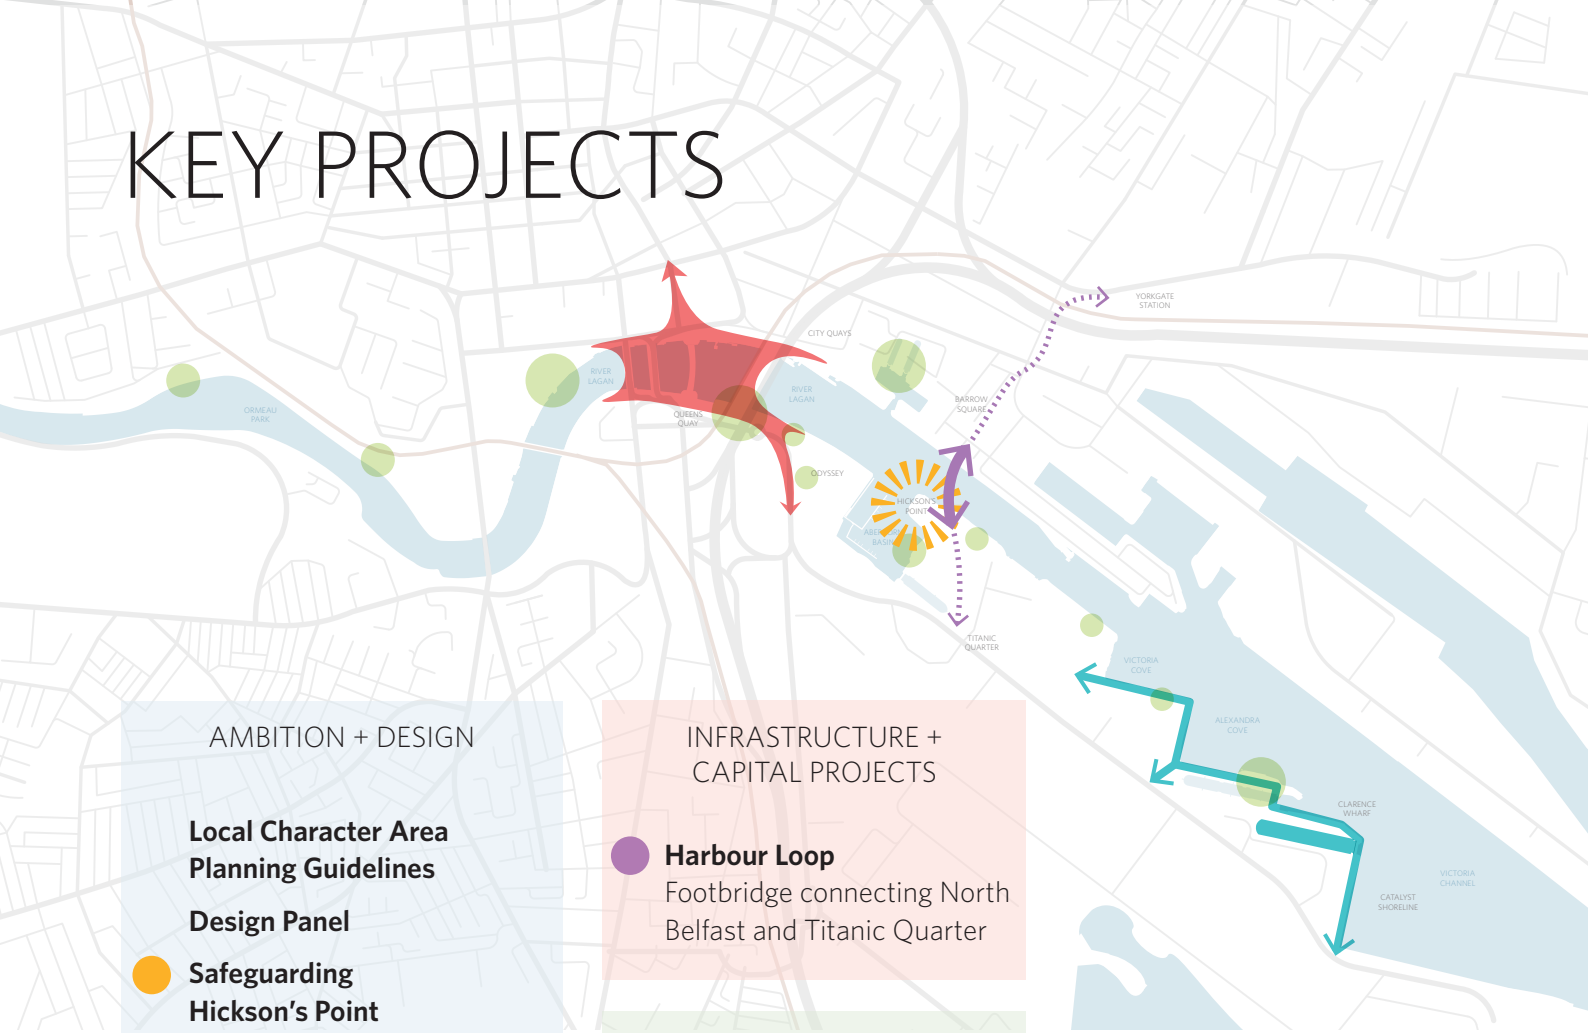 KEY PROJECTS
YORKGATE
STATION
CITY QUAYS
RIVER
LAGAN
RIVER
LAGAN
BARROW
SQUARE
ORMEAU
PARK
QUEENS
QUAY
ODYSSEY
HICKSON'S
POINT
BASIN
TITANIC
QUARTER
VICTORIA
COVE
ALEXANDRA
COVE
CLARENCE
WHARF
VICTORIA
CHANNEL
CATALYST
SHORELINE
AMBITION + DESIGN
Local Character Area
Planning Guidelines
Design Panel
Safeguarding
Hickson's Point
INFRASTRUCTURE +
CAPITAL PROJECTS
Harbour Loop
Footbridge connecting North
Belfast and Titanic Quarter